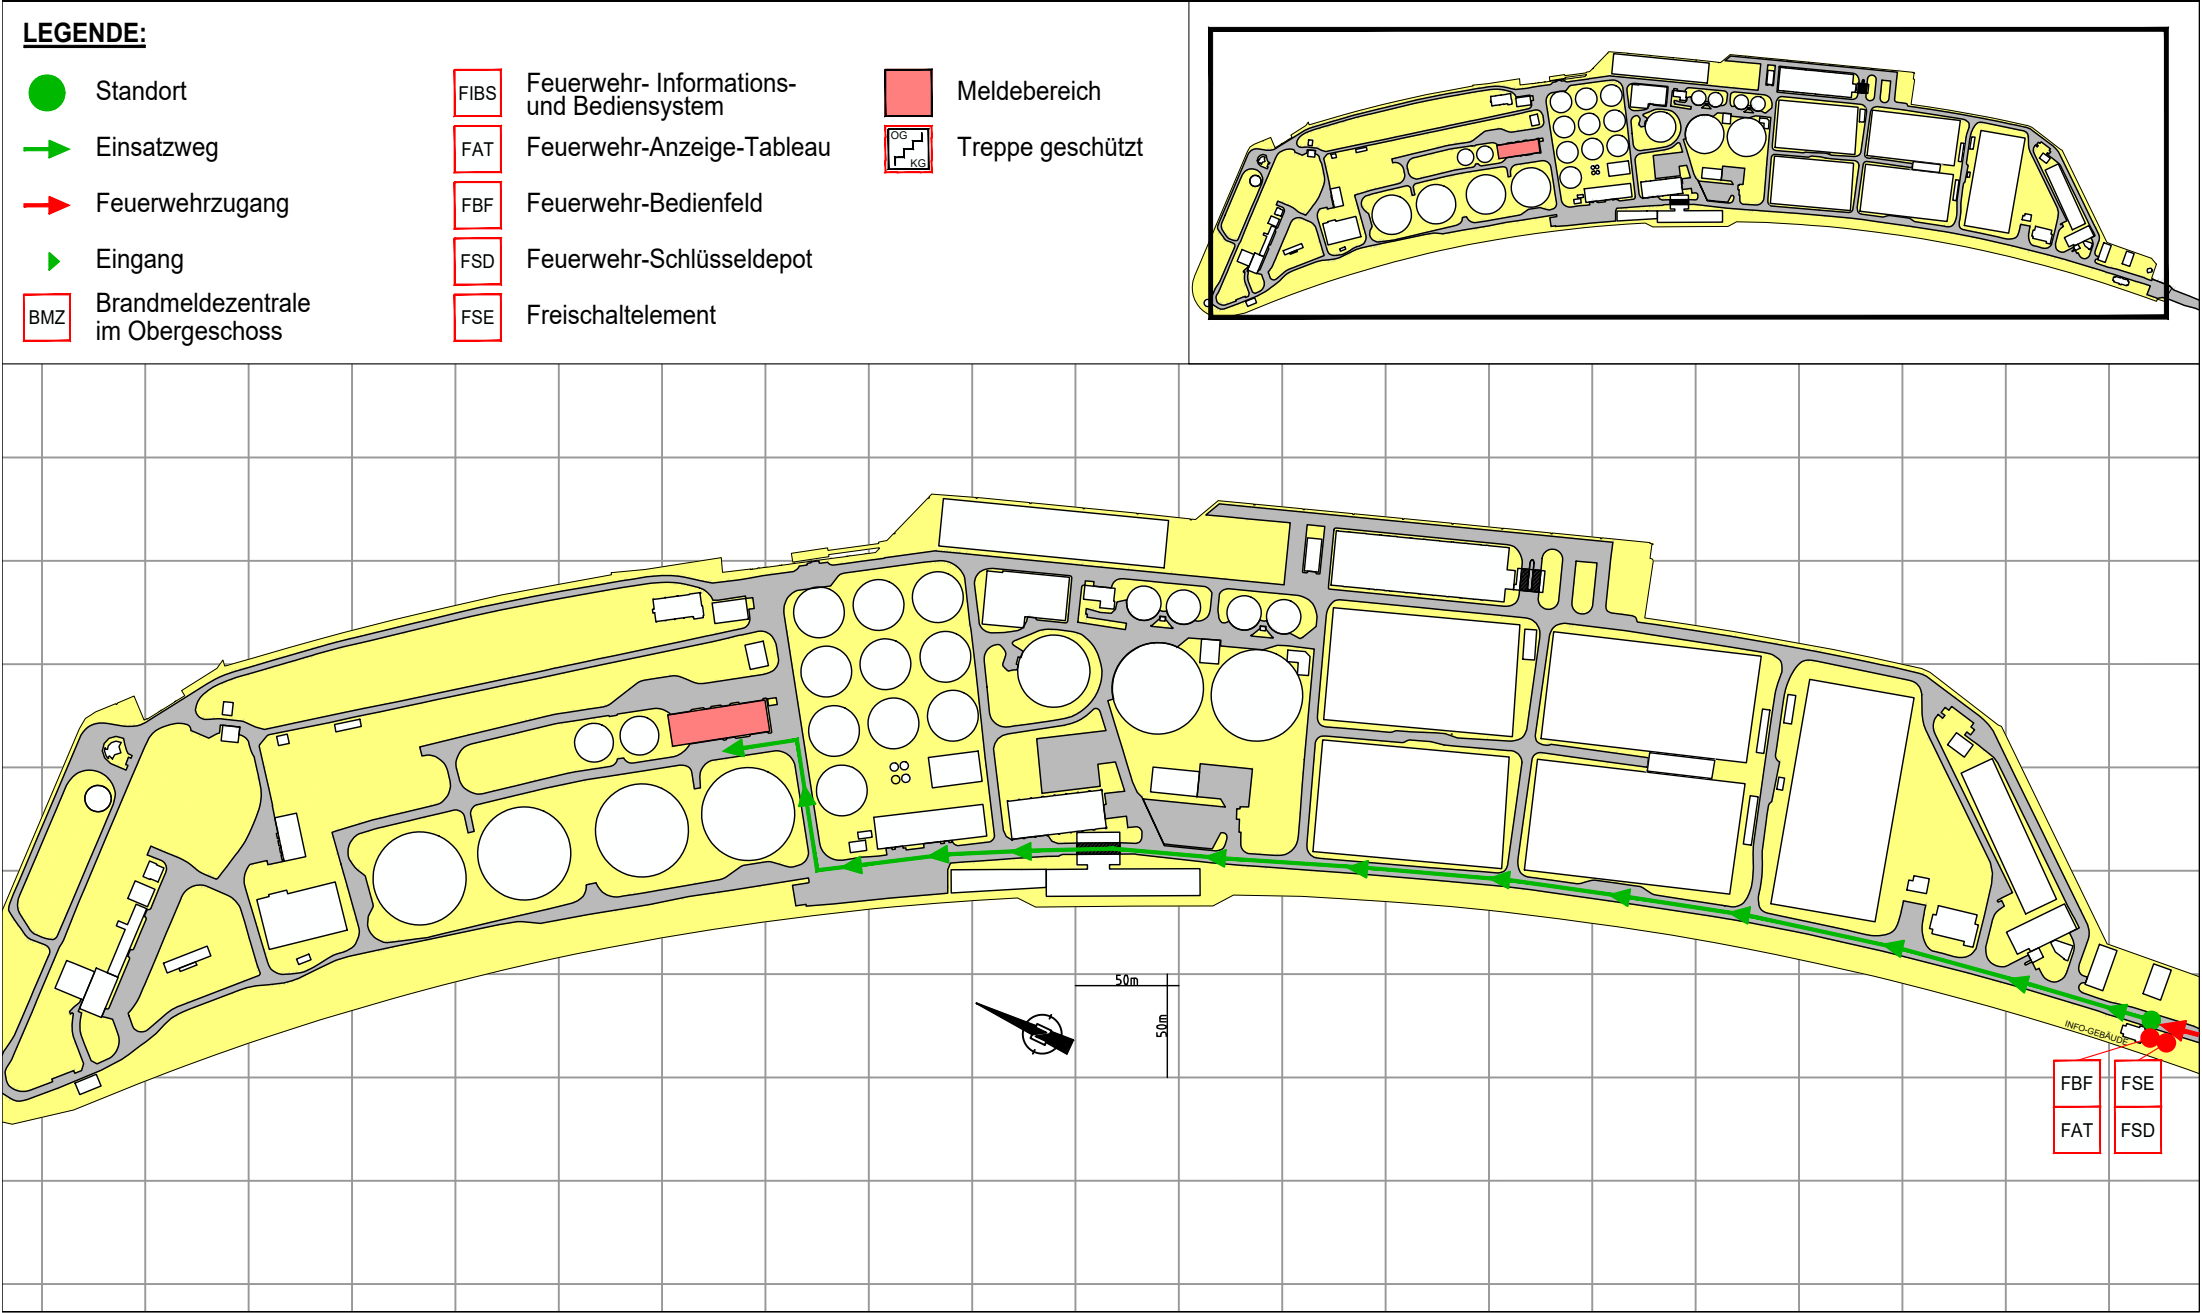 LEGENDE:
Standort
Einsatzweg
Feuerwehrzugang
Eingang
BMZ
Brandmeldezentrale
im Obergeschoss
FIBS
Feuerwehr- Informations-
und Bediensystem
FAT
Feuerwehr-Anzeige-Tableau
FBF
Feuerwehr-Bedienfeld
FSD
Feuerwehr-Schlüsseldepot
FSE
Freischaltelement
Meldebereich
OG
KG
Treppe geschützt
50m
50m
INFO-GEBÄUDE
FBF
FSE
FAT
FSD